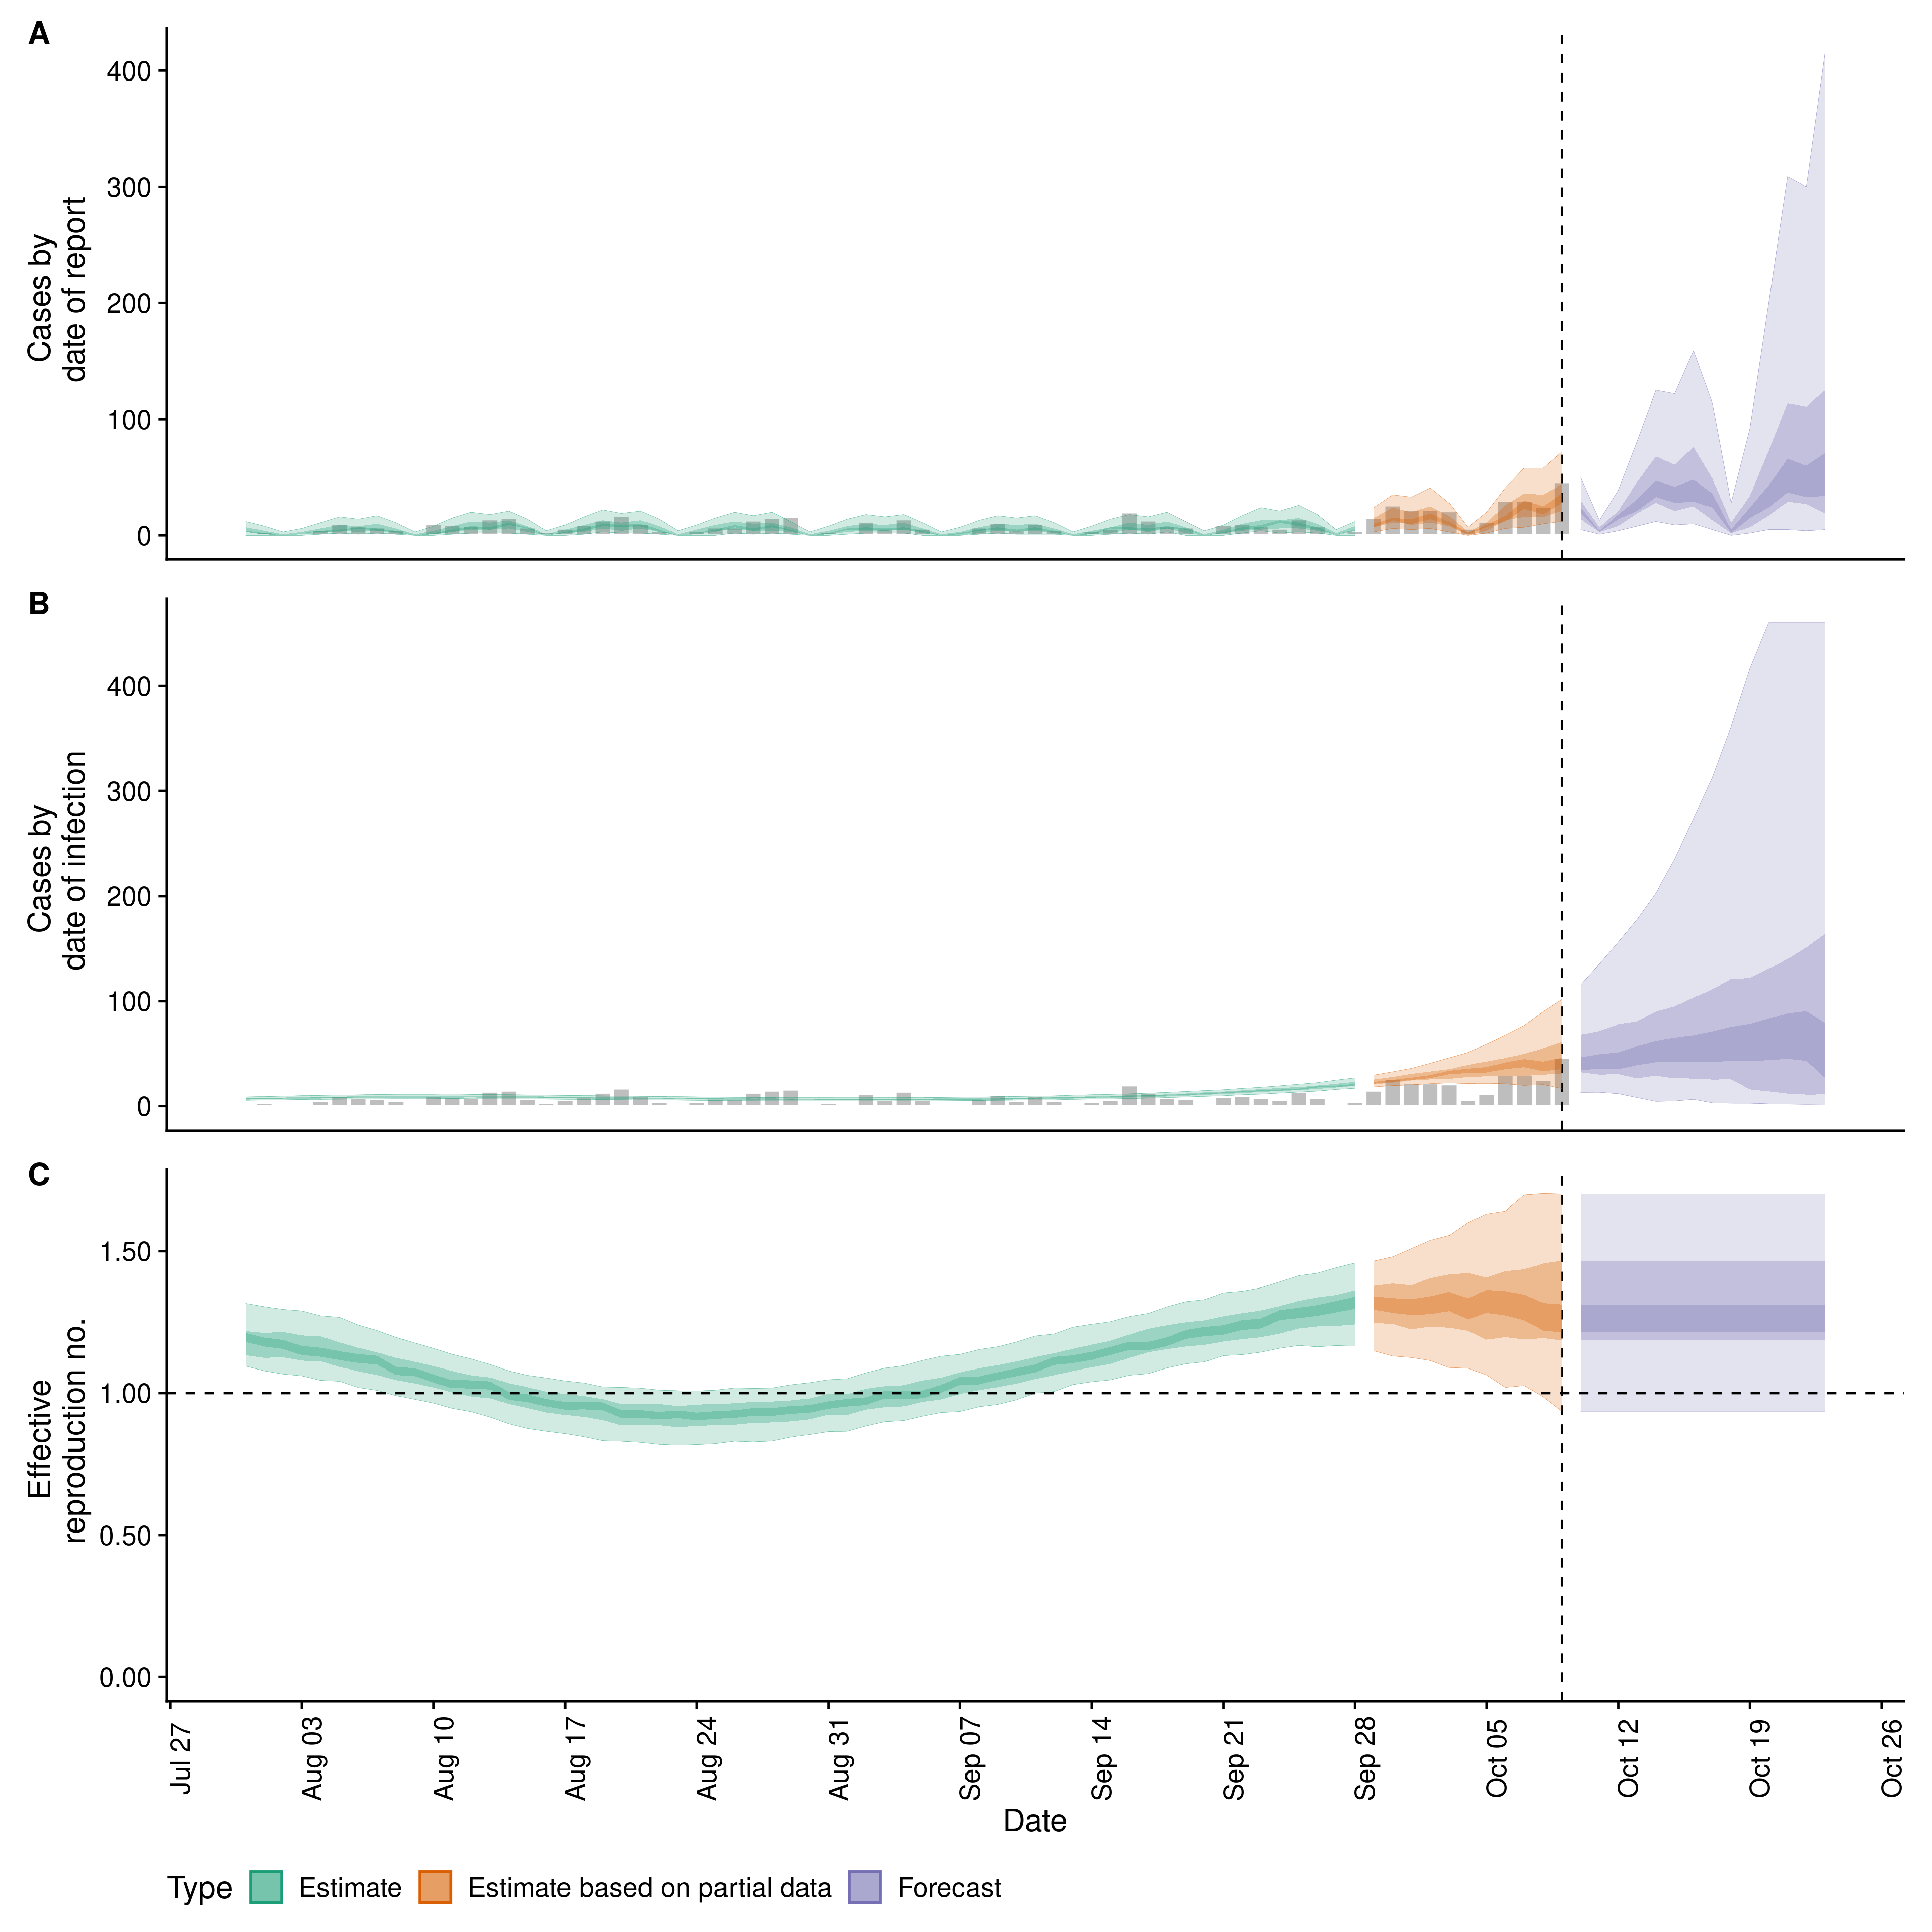 A
Cases by
date of report
400
300
200
100
0
B
Cases by
date of infection
400
300
200
100
0
C
Effective
reproduction no.
1.50
1.00
0.50
0.00
Jul 27
Aug 03
Aug 10
Aug 17
Aug 24
Aug 31
Sep 07
Sep 14
Sep 21
Sep 28
Oct 05
Oct 12
Oct 19
Oct 26
Date
Type Estimate Estimate based on partial data Forecast